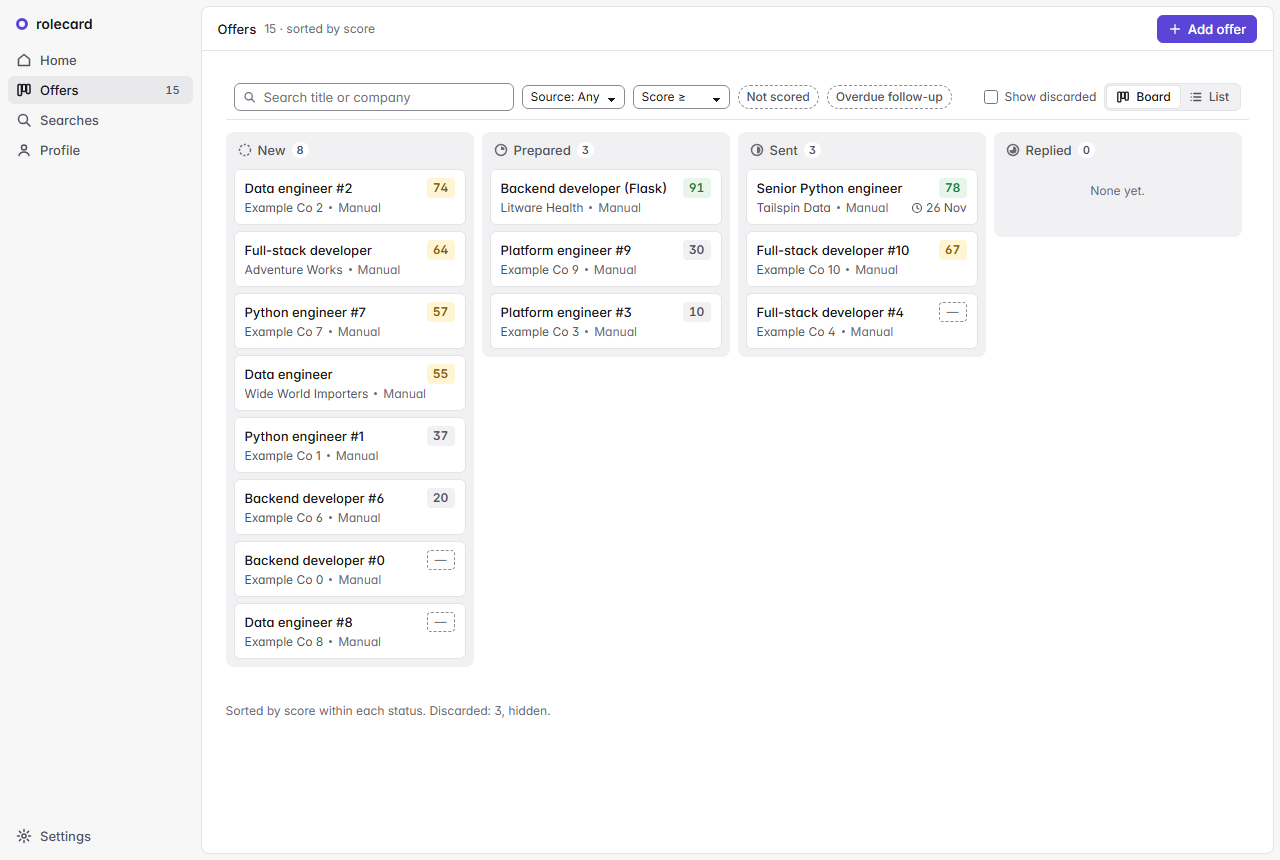 rolecard
Home
Offers 15
Searches
Profile
Settings
Offers 15 · sorted by score
+ Add offer
Search title or company
Source: Any
Score ≥
Not scored
Overdue follow-up
Show discarded
Board
List
New 8
Data engineer #2 74
Example Co 2 • Manual
Full-stack developer 64
Adventure Works • Manual
Python engineer #7 57
Example Co 7 • Manual
Data engineer 55
Wide World Importers • Manual
Python engineer #1 37
Example Co 1 • Manual
Backend developer #6 20
Example Co 6 • Manual
Backend developer #0 —
Example Co 0 • Manual
Data engineer #8 —
Example Co 8 • Manual
Prepared 3
Backend developer (Flask) 91
Litware Health • Manual
Platform engineer #9 30
Example Co 9 • Manual
Platform engineer #3 10
Example Co 3 • Manual
Sent 3
Senior Python engineer 78
Tailspin Data • Manual 26 Nov
Full-stack developer #10 67
Example Co 10 • Manual
Full-stack developer #4 —
Example Co 4 • Manual
Replied 0
None yet.
Sorted by score within each status. Discarded: 3, hidden.